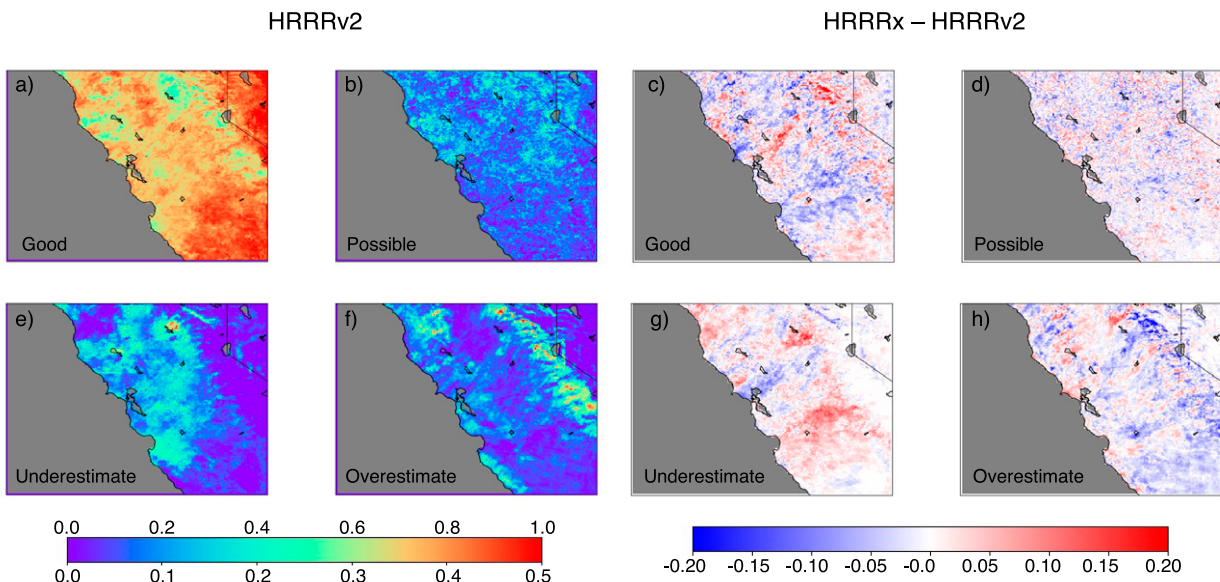 HRRRv2
HRRRx – HRRRv2
a)
b)
c)
d)
Good
Possible
Good
Possible
e)
f)
g)
h)
Underestimate
Overestimate
Underestimate
Overestimate
0.0 0.2 0.4 0.6 0.8 1.0
0.0 0.1 0.2 0.3 0.4 0.5
-0.20 -0.15 -0.10 -0.05 -0.0 0.05 0.10 0.15 0.20